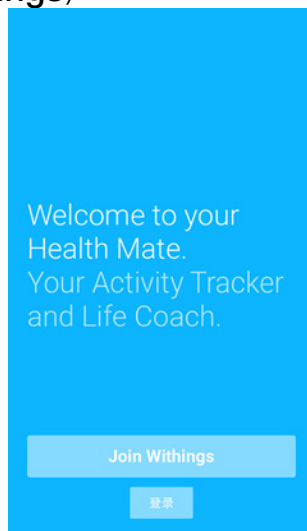 Welcome to your
Health Mate.
Your Activity Tracker
and Life Coach.
Join Withings
登录